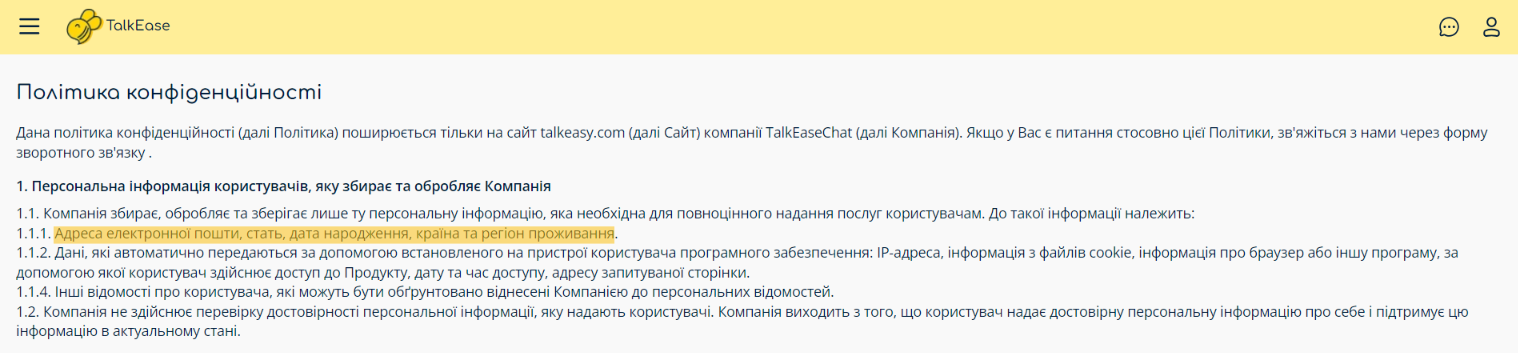 TalkEase
Політика конфіденційності
Дана політика конфіденційності (далі Політика) поширюється тільки на сайт talkeasy.com (далі Сайт) компанії TalkEaseChat (далі Компанія). Якщо у Вас є питання стосовно цієї Політики, зв'яжіться з нами через форму
зворотного зв'язку .
1. Персональна інформація користувачів, яку збирає та обробляє Компанія
1.1. Компанія збирає, обробляє та зберігає лише ту персональну інформацію, яка необхідна для повноцінного надання послуг користувачам. До такої інформації належить:
1.1.1. Адреса електронної пошти, стать, дата народження, країна та регіон проживання.
1.1.2. Дані, які автоматично передаються за допомогою встановленого на пристрої користувача програмного забезпечення: IP-адреса, інформація з файлів cookie, інформація про браузер або іншу програму, за
допомогою якої користувач здійснює доступ до Продукту, дату та час доступу, адресу запитуваної сторінки.
1.1.4. Інші відомості про користувача, які можуть бути обґрунтовано віднесені Компанією до персональних відомостей.
1.2. Компанія не здійснює перевірку достовірності персональної інформації, яку надають користувачі. Компанія виходить з того, що користувач надає достовірну персональну інформацію про себе і підтримує цю
інформацію в актуальному стані.